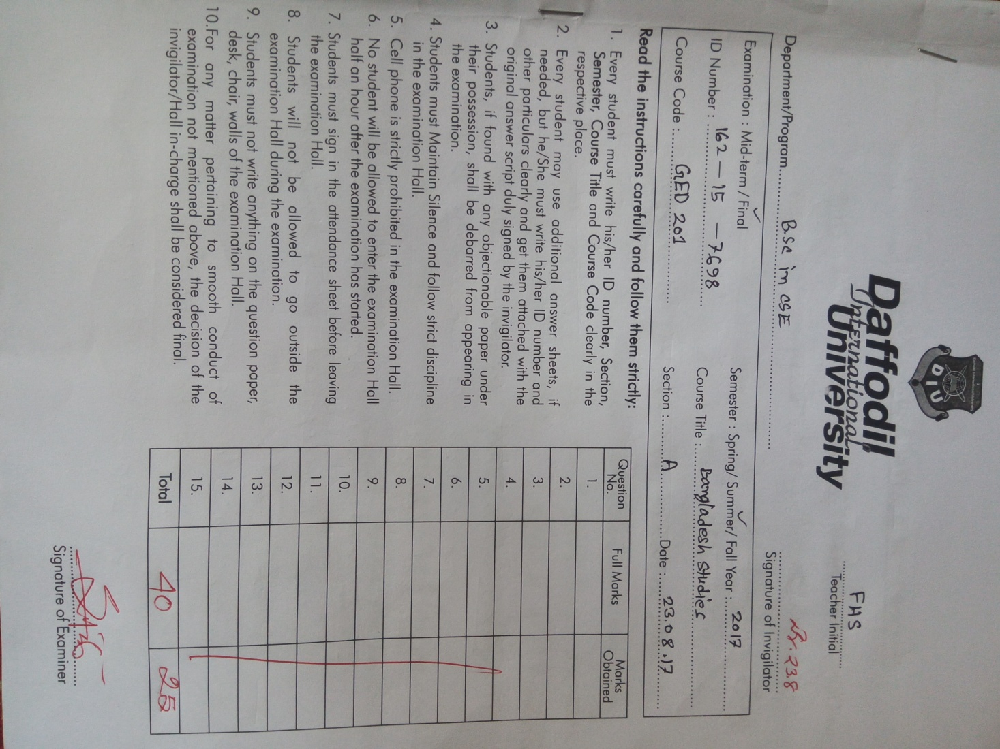 DIU
Daffodil
International
University
FHS
Teacher Initial
23.8
Signature of Invigilator
Department/Program B.sc in CSE
Examination : Mid-term / Final
Semester : Spring/ Summer/ Fall Year : 2017
ID Number : 162 - 15 - 7698
Course Title : Bangladesh Studies
Course Code : GED 201
Section : A Date : 23.08.17
Read the instructions carefully and follow them strictly:
1. Every student must write his/her ID number, Section,
Semester, Course Title and Course Code clearly in the
respective place.
2. Every student may use additional answer sheets, if
needed, but he/She must write his/her ID number and
other particulars clearly and get them attached with the
original answer script duly signed by the invigilator.
3. Students, if found with any objectionable paper under
their possession, shall be debarred from appearing in
the examination.
4. Students must Maintain Silence and follow strict discipline
in the examination Hall.
5. Cell phone is strictly prohibited in the examination Hall.
6. No student will be allowed to enter the examination Hall
half an hour after the examination has started.
7. Students must sign in the attendance sheet before leaving
the examination Hall.
8. Students will not be allowed to go outside the
examination Hall during the examination.
9. Students must not write anything on the question paper,
desk, chair, walls of the examination Hall.
10.For any matter pertaining to smooth conduct of
examination not mentioned above, the decision of the
invigilator/Hall in-charge shall be considered final.
Question No. Full Marks Marks Obtained
1.
2.
3.
4.
5.
6.
7.
8.
9.
10.
11.
12.
13.
14.
15.
Total 40 25
Signature of Examiner